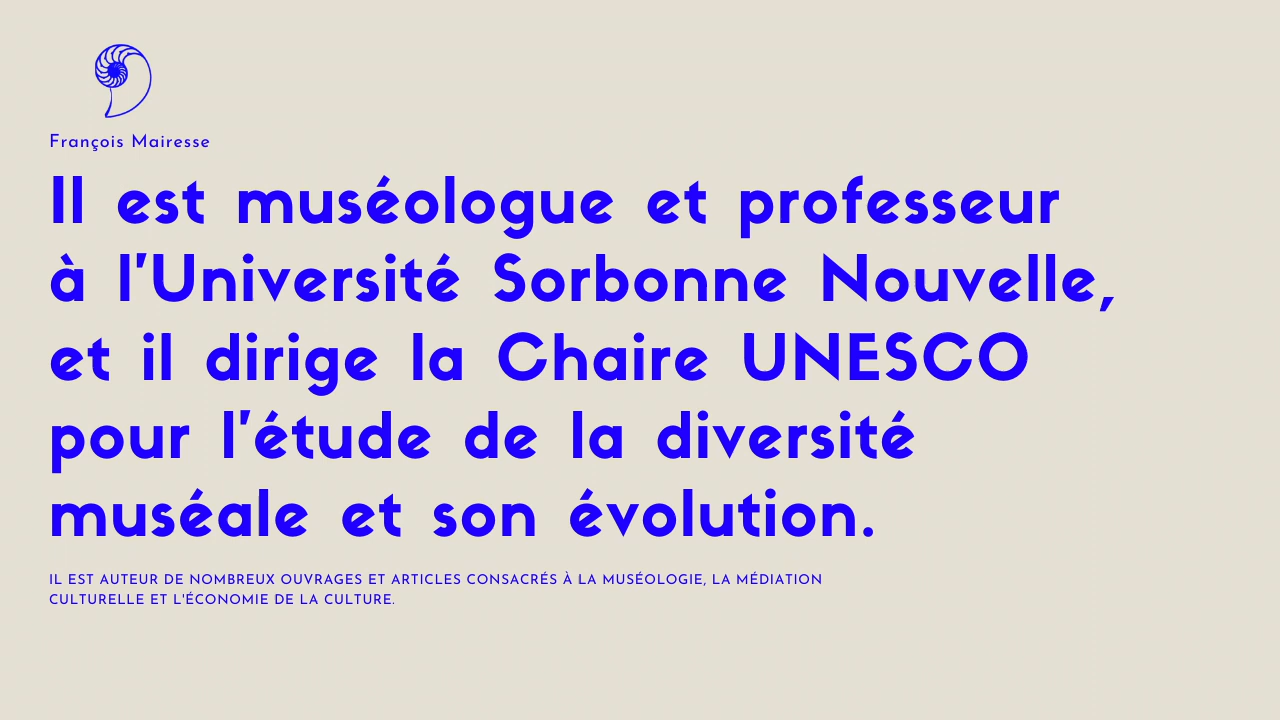 François Mairesse
Il est muséologue et professeur
à l'Université Sorbonne Nouvelle,
et il dirige la Chaire UNESCO
pour l'étude de la diversité
muséale et son évolution.
IL EST AUTEUR DE NOMBREUX OUVRAGES ET ARTICLES CONSACRÉS À LA MUSÉOLOGIE, LA MÉDIATION
CULTURELLE ET L'ÉCONOMIE DE LA CULTURE.